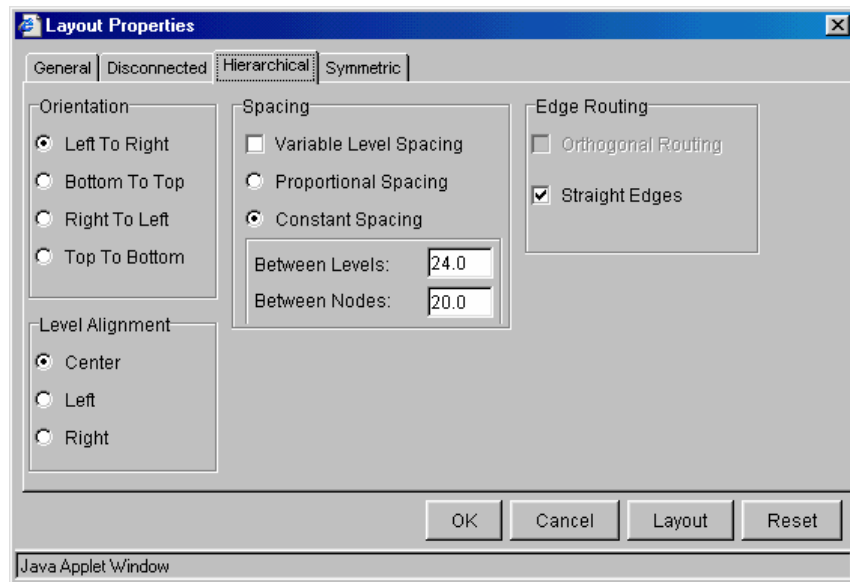 Layout Properties
General Disconnected Hierarchical Symmetric
Orientation
Left To Right
Bottom To Top
Right To Left
Top To Bottom
Level Alignment
Center
Left
Right
Spacing
Variable Level Spacing
Proportional Spacing
Constant Spacing
Between Levels: 24.0
Between Nodes: 20.0
Edge Routing
Orthogonal Routing
Straight Edges
OK Cancel Layout Reset
Java Applet Window